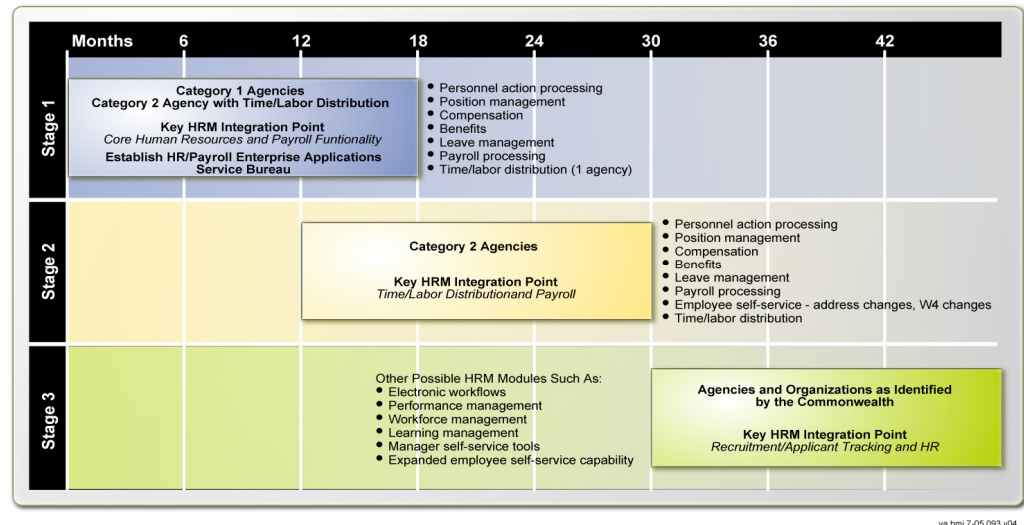 Months 6 12 18 24 30 36 42
Stage 1
Category 1 Agencies
Category 2 Agency with Time/Labor Distribution
Key HRM Integration Point
Core Human Resources and Payroll Funtionality
Establish HR/Payroll Enterprise Applications
Service Bureau
• Personnel action processing
• Position management
• Compensation
• Benefits
• Leave management
• Payroll processing
• Time/labor distribution (1 agency)
Stage 2
Category 2 Agencies
Key HRM Integration Point
Time/Labor Distributionand Payroll
• Personnel action processing
• Position management
• Compensation
• Benefits
• Leave management
• Payroll processing
• Employee self-service - address changes, W4 changes
• Time/labor distribution
Stage 3
Other Possible HRM Modules Such As:
• Electronic workflows
• Performance management
• Workforce management
• Learning management
• Manager self-service tools
• Expanded employee self-service capability
Agencies and Organizations as Identified
by the Commonwealth
Key HRM Integration Point
Recruitment/Applicant Tracking and HR
va hmi 7-05 093 v04